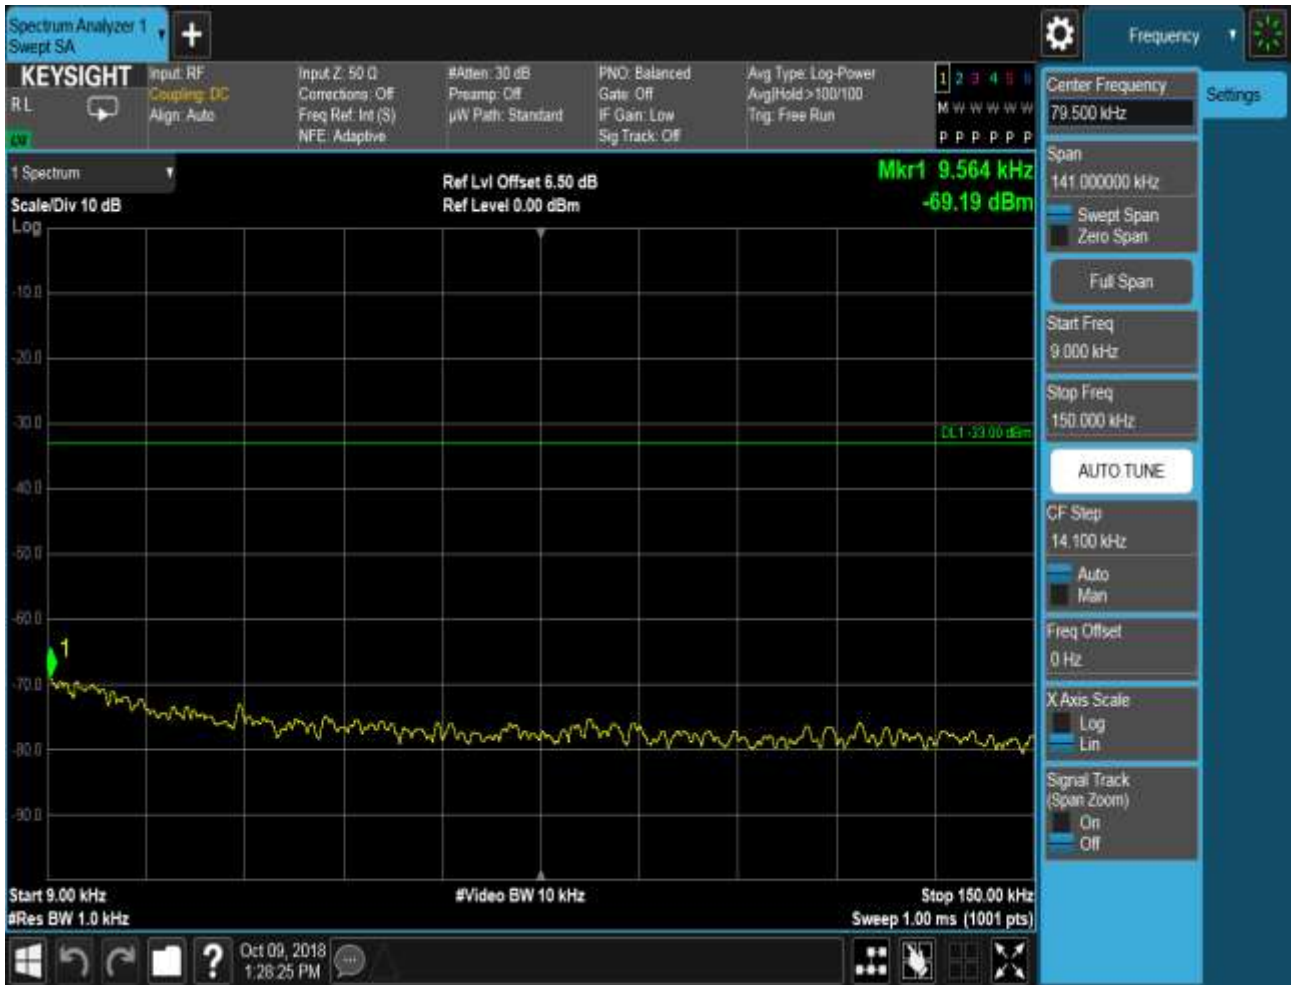 Spectrum Analyzer 1
Swept SA
+
Frequency
KEYSIGHT
R L
Input: RF
Coupling: DC
Align: Auto
Input Z: 50 Ω
Corrections: Off
Freq Ref: Int (S)
NFE: Adaptive
#Atten: 30 dB
Preamp: Off
µW Path: Standard
PNO: Balanced
Gate: Off
IF Gain: Low
Sig Track: Off
Avg Type: Log-Power
Avg|Hold:>100/100
Trig: Free Run
1 2 3 4 5 6
M W W W W W
P P P P P P
1 Spectrum
Scale/Div 10 dB
Log
Ref Lvl Offset 6.50 dB
Ref Level 0.00 dBm
Mkr1 9.564 kHz
-69.19 dBm
-10.0
-20.0
-30.0
DL1 -33.00 dBm
-40.0
-50.0
-60.0
1
-70.0
-80.0
-90.0
Start 9.00 kHz
#Video BW 10 kHz
Stop 150.00 kHz
#Res BW 1.0 kHz
Sweep 1.00 ms (1001 pts)
Center Frequency
79.500 kHz
Settings
Span
141.000000 kHz
Swept Span
Zero Span
Full Span
Start Freq
9.000 kHz
Stop Freq
150.000 kHz
AUTO TUNE
CF Step
14.100 kHz
Auto
Man
Freq Offset
0 Hz
X Axis Scale
Log
Lin
Signal Track
(Span Zoom)
On
Off
?
Oct 09, 2018
1:28:25 PM